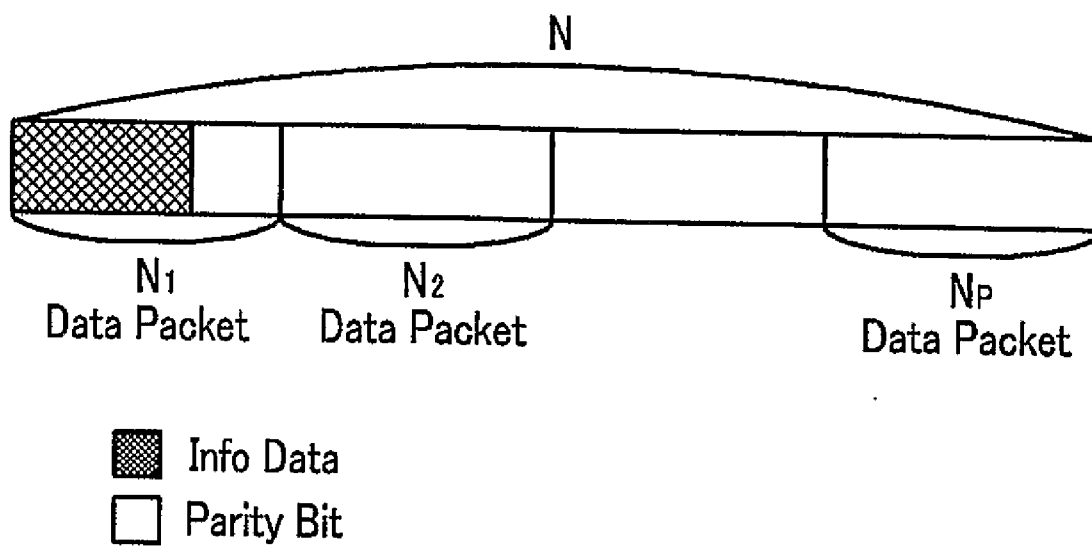 N
N1
Data Packet
N2
Data Packet
NP
Data Packet
Info Data
Parity Bit